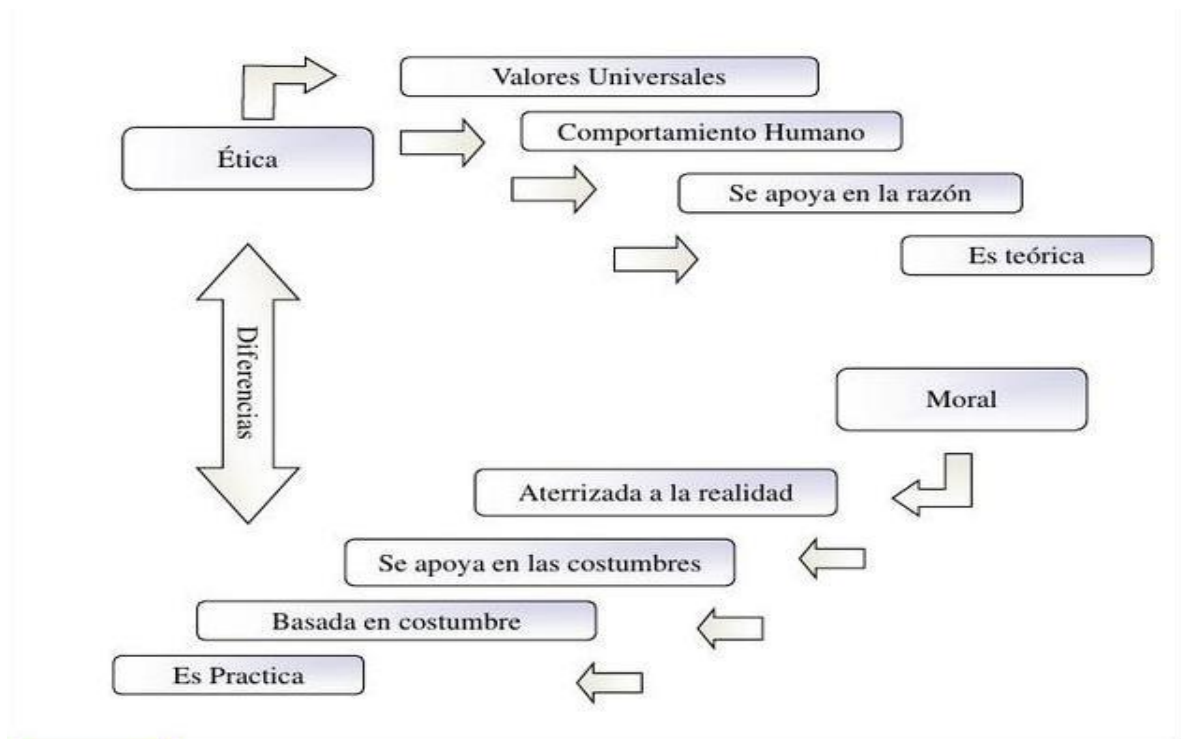 Valores Universales
Comportamiento Humano
Ética
Se apoya en la razón
Es teórica
Diferencias
Moral
Aterrizada a la realidad
Se apoya en las costumbres
Basada en costumbre
Es Practica